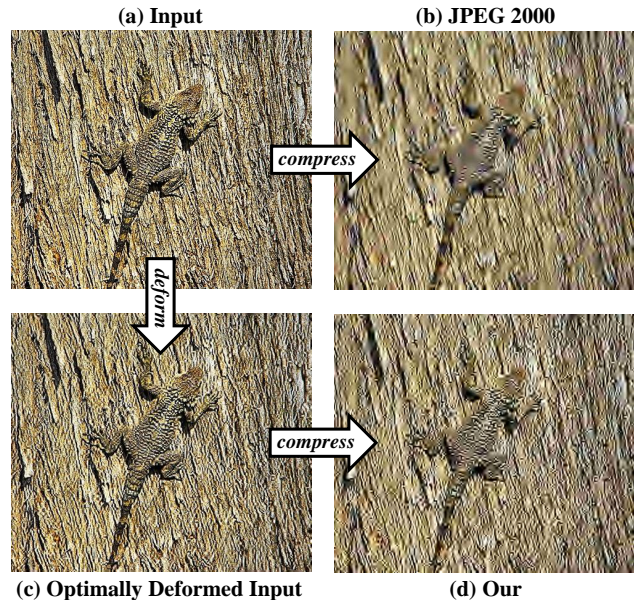 (a) Input
(b) JPEG 2000
compress
deform
compress
(c) Optimally Deformed Input
(d) Our